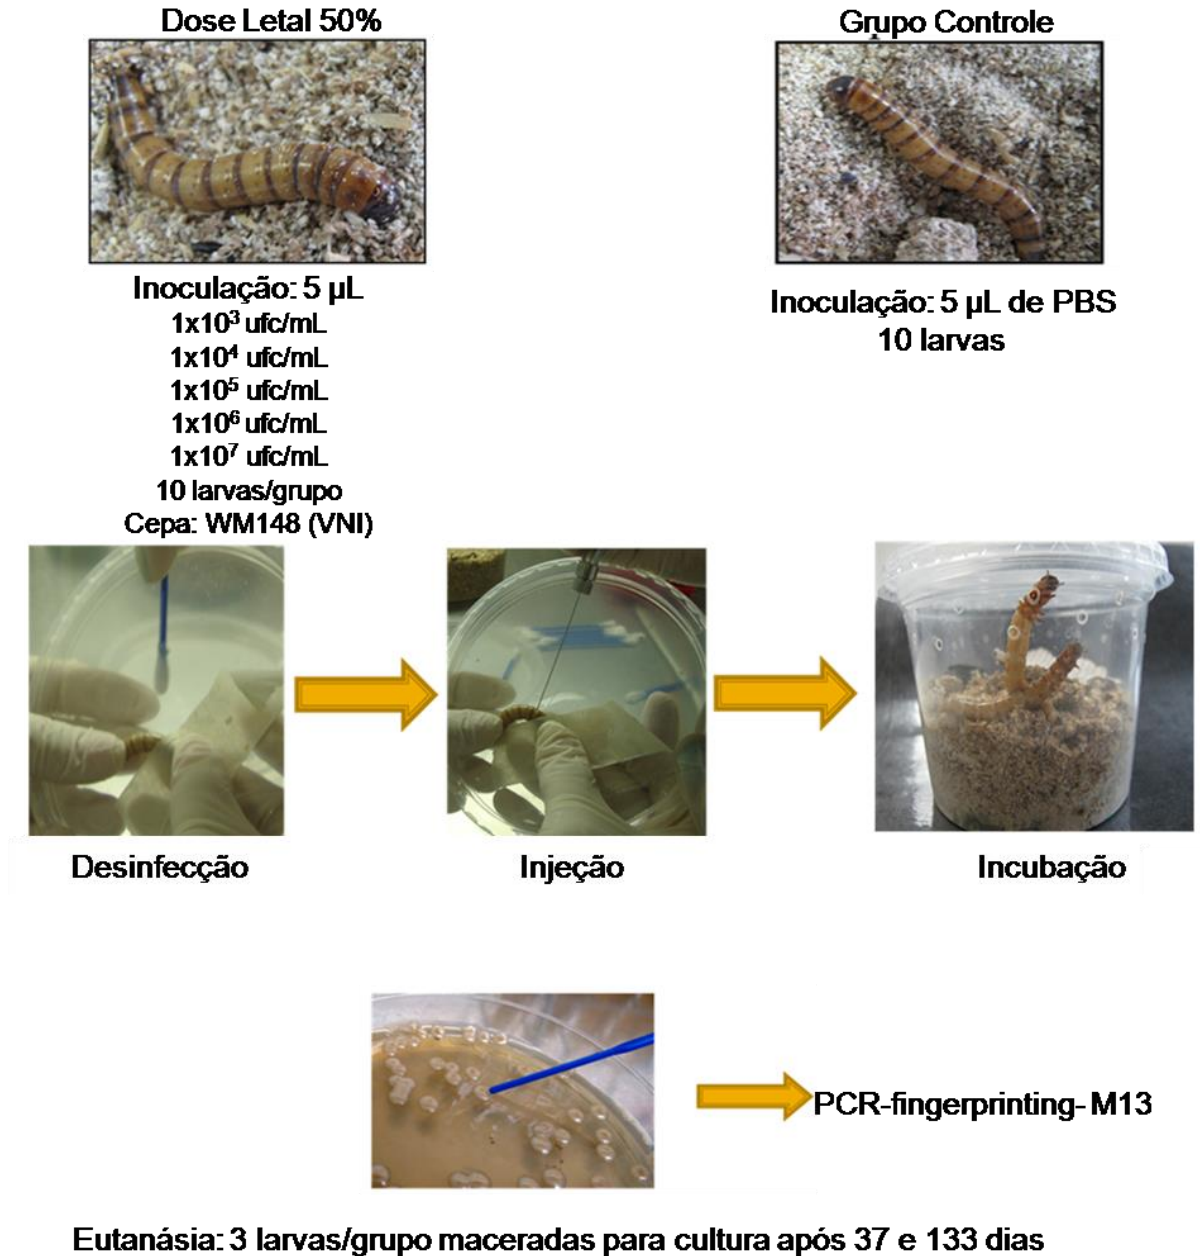 Dose Letal 50%
Grupo Controle
Inoculação: 5 µL
1x10³ ufc/mL
1x10⁴ ufc/mL
1x10⁵ ufc/mL
1x10⁶ ufc/mL
1x10⁷ ufc/mL
10 larvas/grupo
Cepa: WM148 (VNI)
Inoculação: 5 µL de PBS
10 larvas
Desinfecção
Injeção
Incubação
PCR-fingerprinting- M13
Eutanásia: 3 larvas/grupo maceradas para cultura após 37 e 133 dias